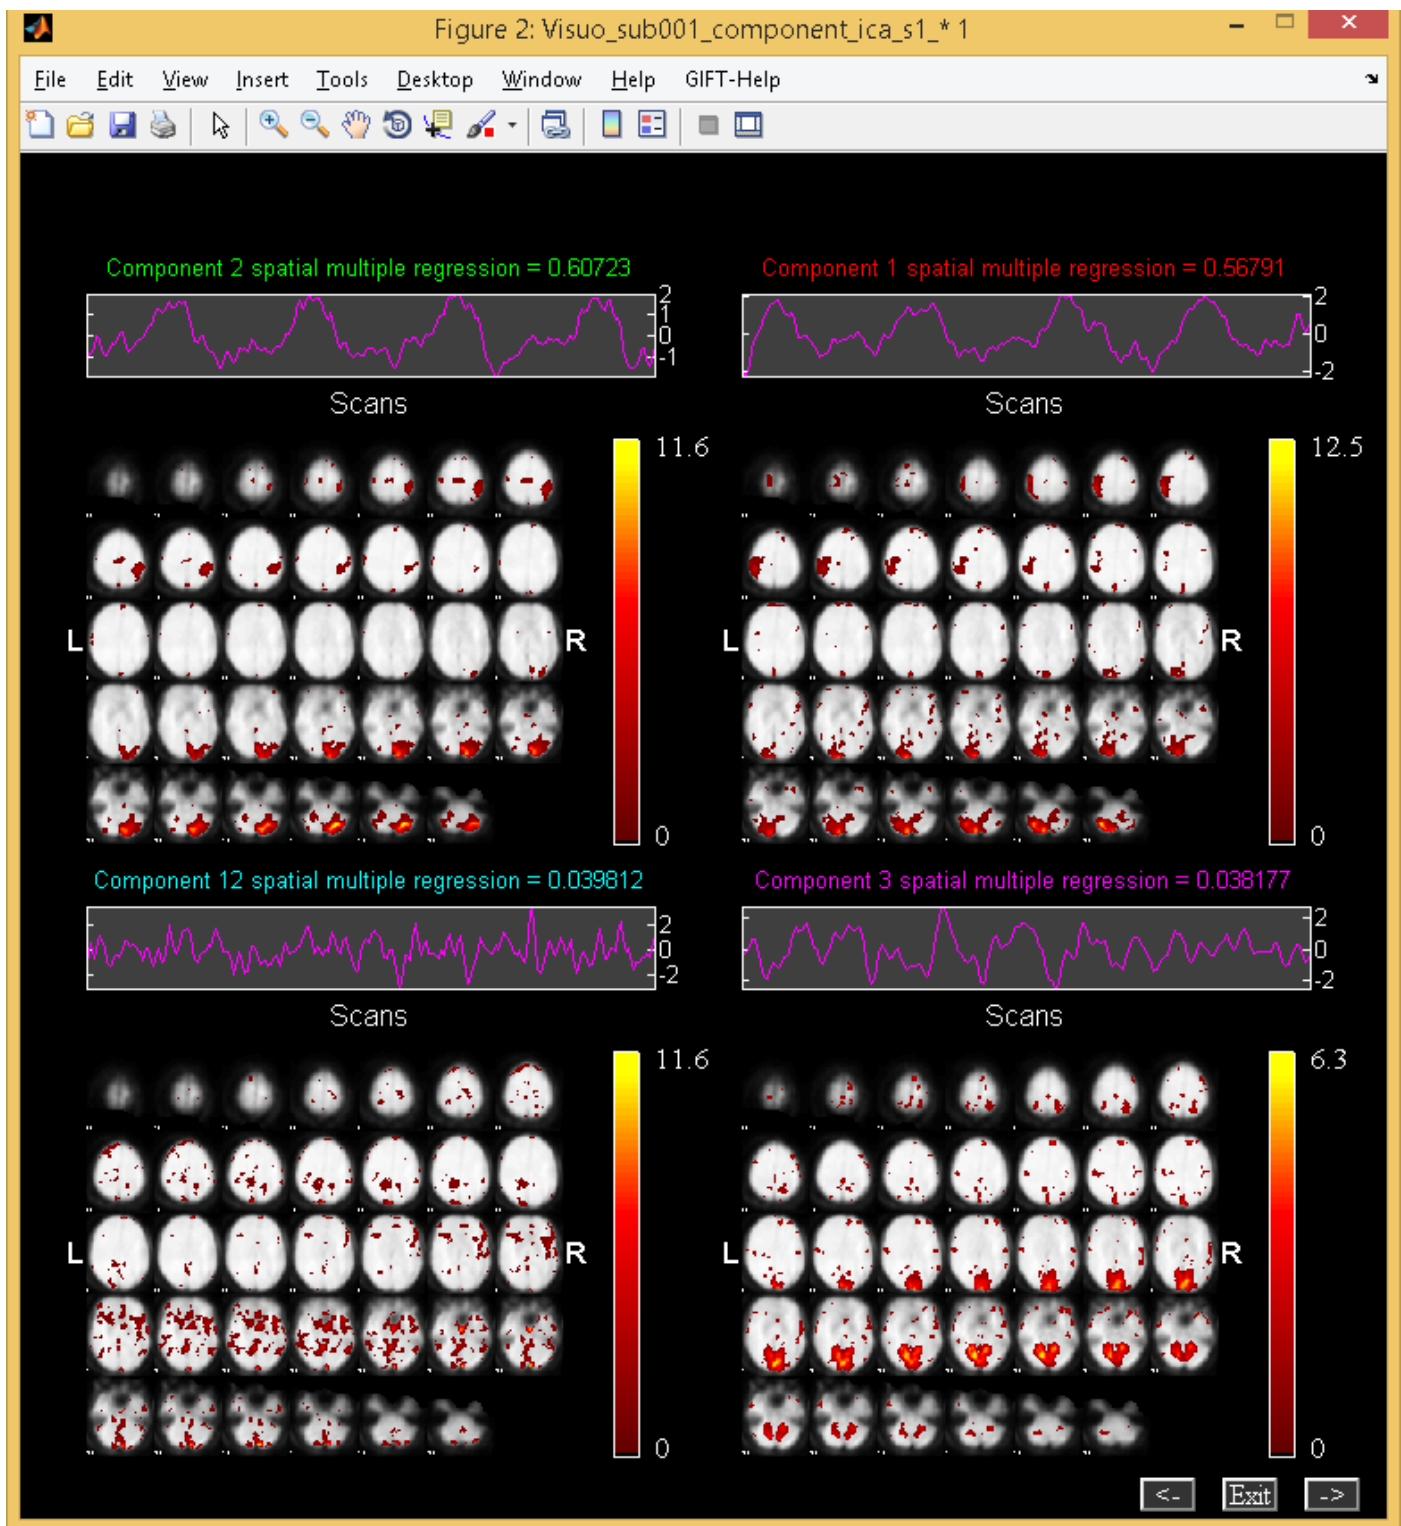 Figure 2: Visuo_sub001_component_ica_s1_* 1
File Edit View Insert Tools Desktop Window Help GIFT-Help
Component 2 spatial multiple regression = 0.60723
2
1
0
-1
Scans
11.6
L
R
0
Component 1 spatial multiple regression = 0.56791
2
0
-2
Scans
12.5
L
R
0
Component 12 spatial multiple regression = 0.039812
2
0
-2
Scans
11.6
L
R
0
Component 3 spatial multiple regression = 0.038177
2
0
-2
Scans
6.3
L
R
0
<- Exit ->